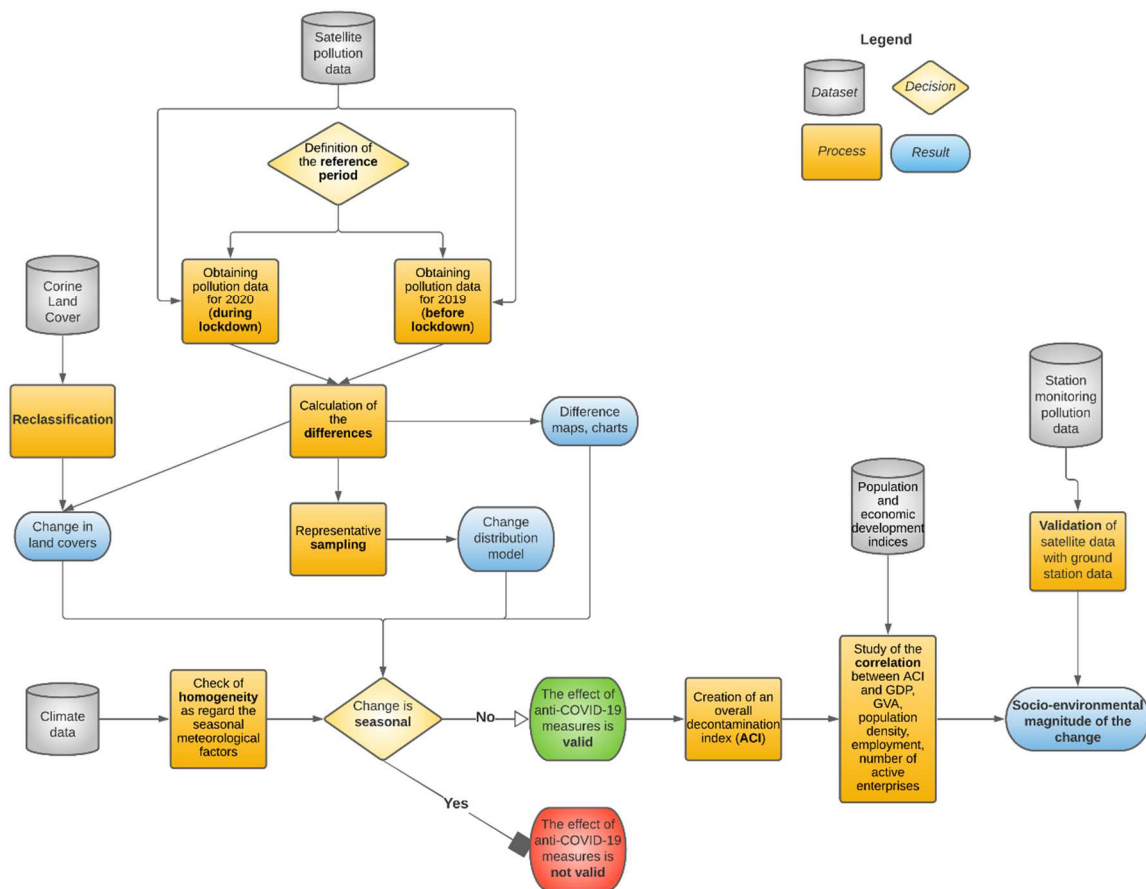 Satellite
pollution
data
Legend
Dataset
Decision
Process
Result
Definition of
the reference
period
Corine
Land
Cover
Obtaining
pollution data
for 2020
(during
lockdown)
Obtaining
pollution data
for 2019
(before
lockdown)
Reclassification
Calculation of
the
differences
Difference
maps, charts
Station
monitoring
pollution
data
Change in
land covers
Representative
sampling
Change
distribution
model
Population
and
economic
development
indices
Validation of
satellite data
with ground
station data
Climate
data
Check of
homogeneity
as regard the
seasonal
meteorological
factors
Change is
seasonal
No
The effect of
anti-COVID-19
measures is
valid
Creation of an
overall
decontamination
index (ACI)
Study of the
correlation
between ACI
and GDP,
GVA,
population
density,
employment,
number of
active
enterprises
Socio-environmental
magnitude of the
change
Yes
The effect of
anti-COVID-19
measures is
not valid